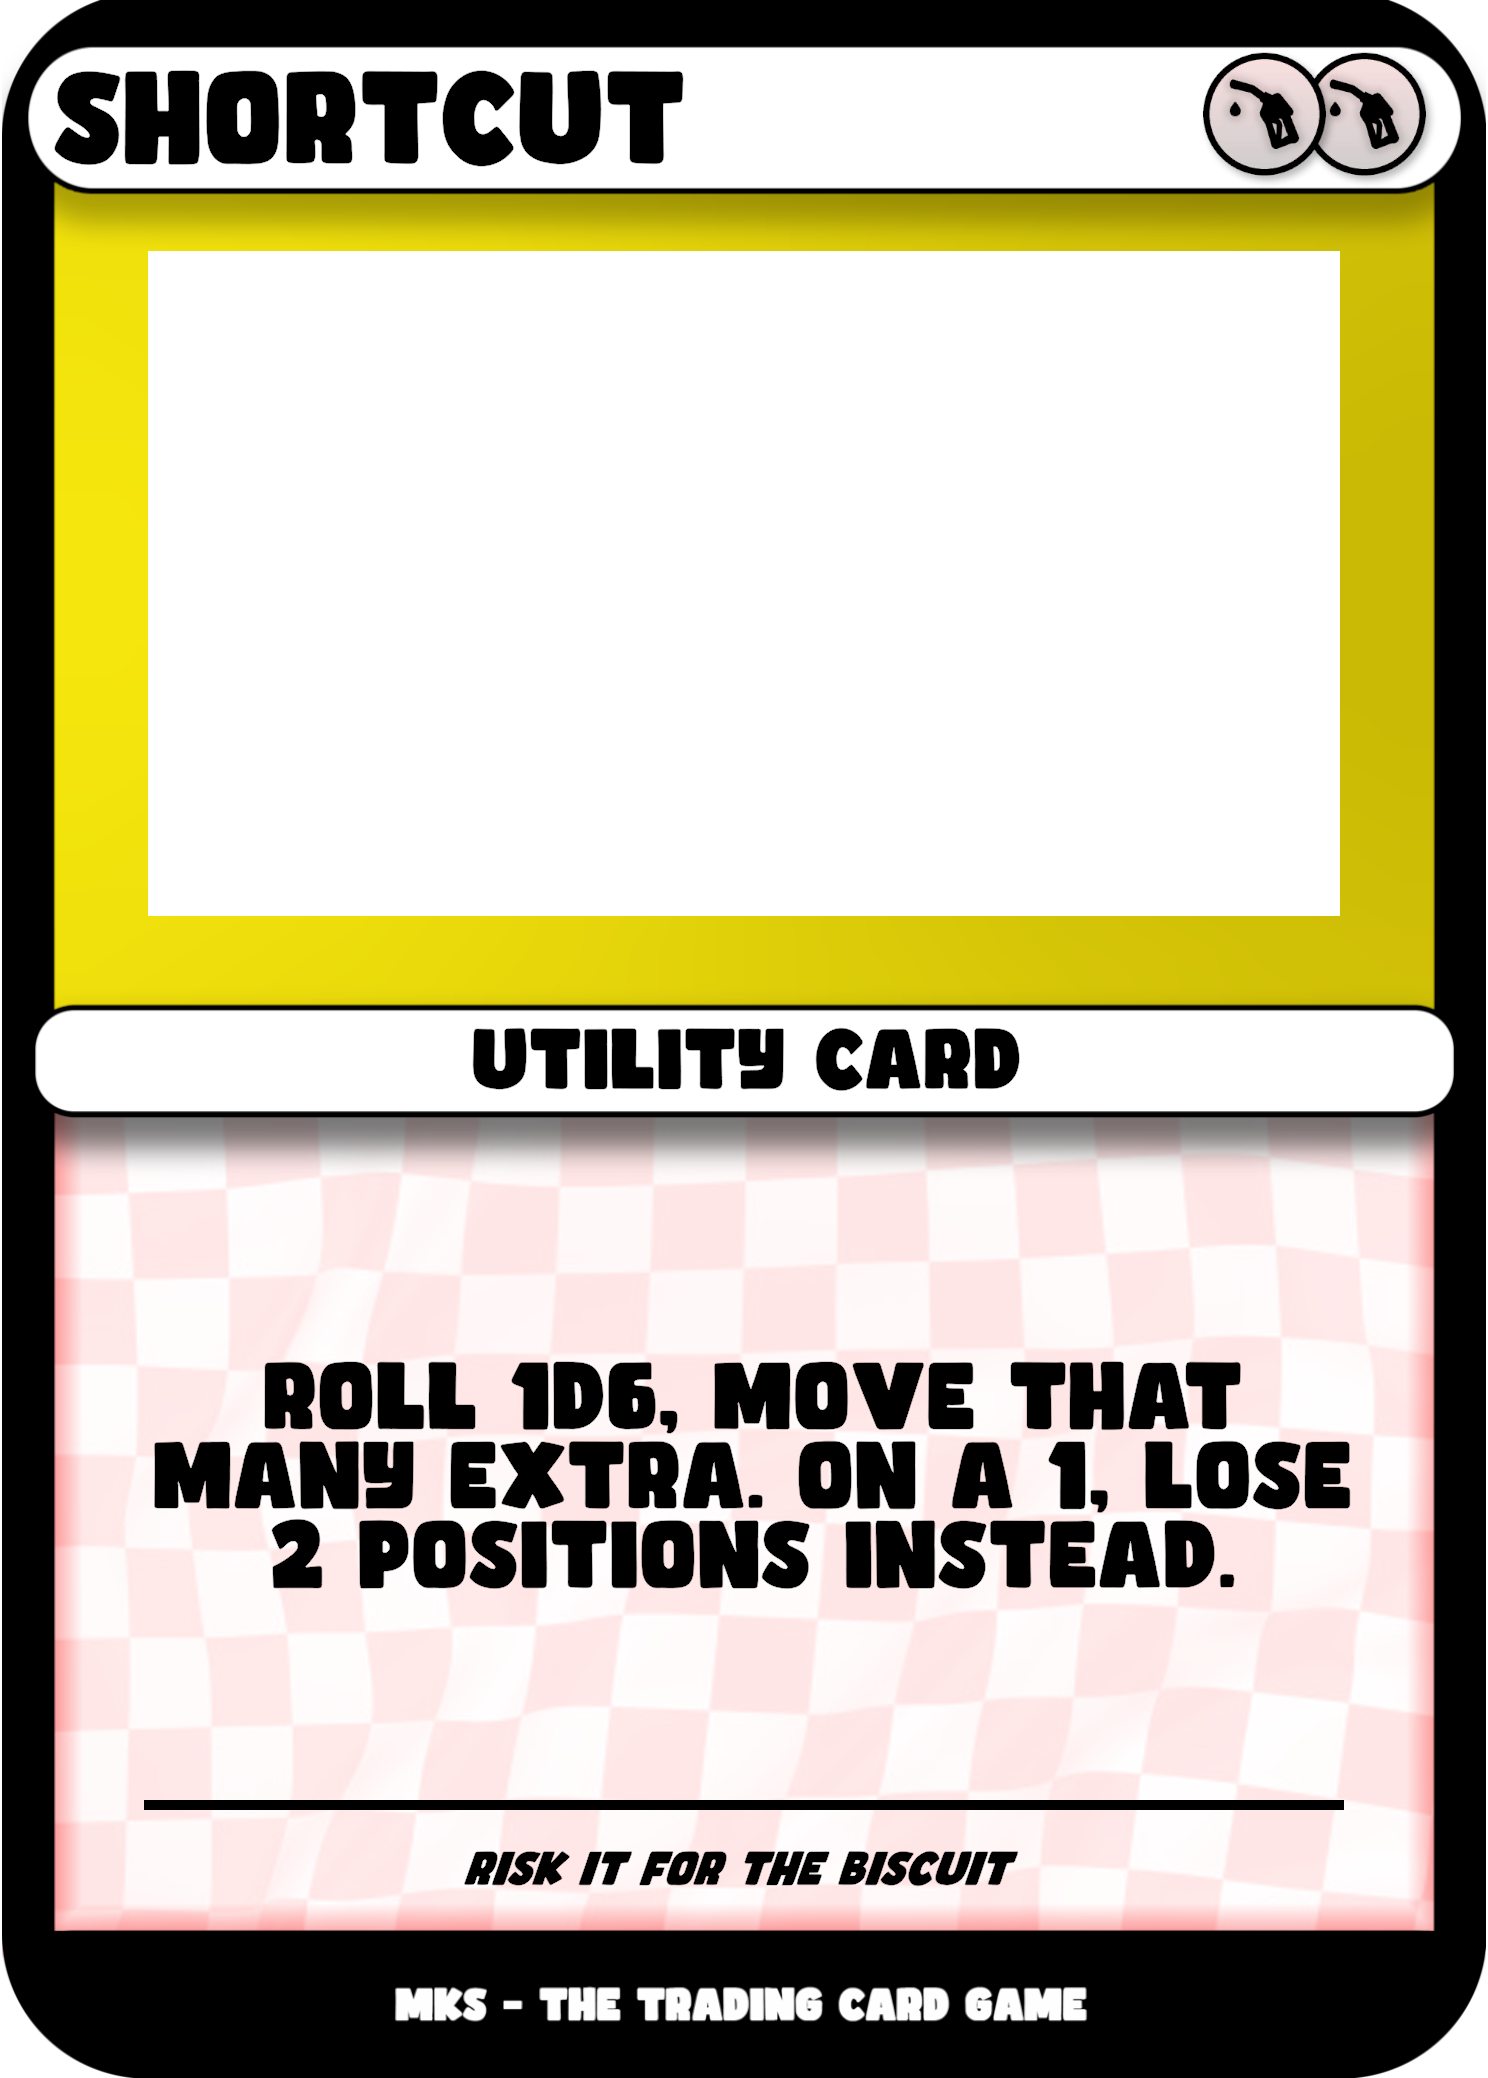 SHORTCUT
UTILITY CARD
ROLL 1D6, MOVE THAT
MANY EXTRA. ON A 1, LOSE
2 POSITIONS INSTEAD.
RISK IT FOR THE BISCUIT
MKS - THE TRADING CARD GAME